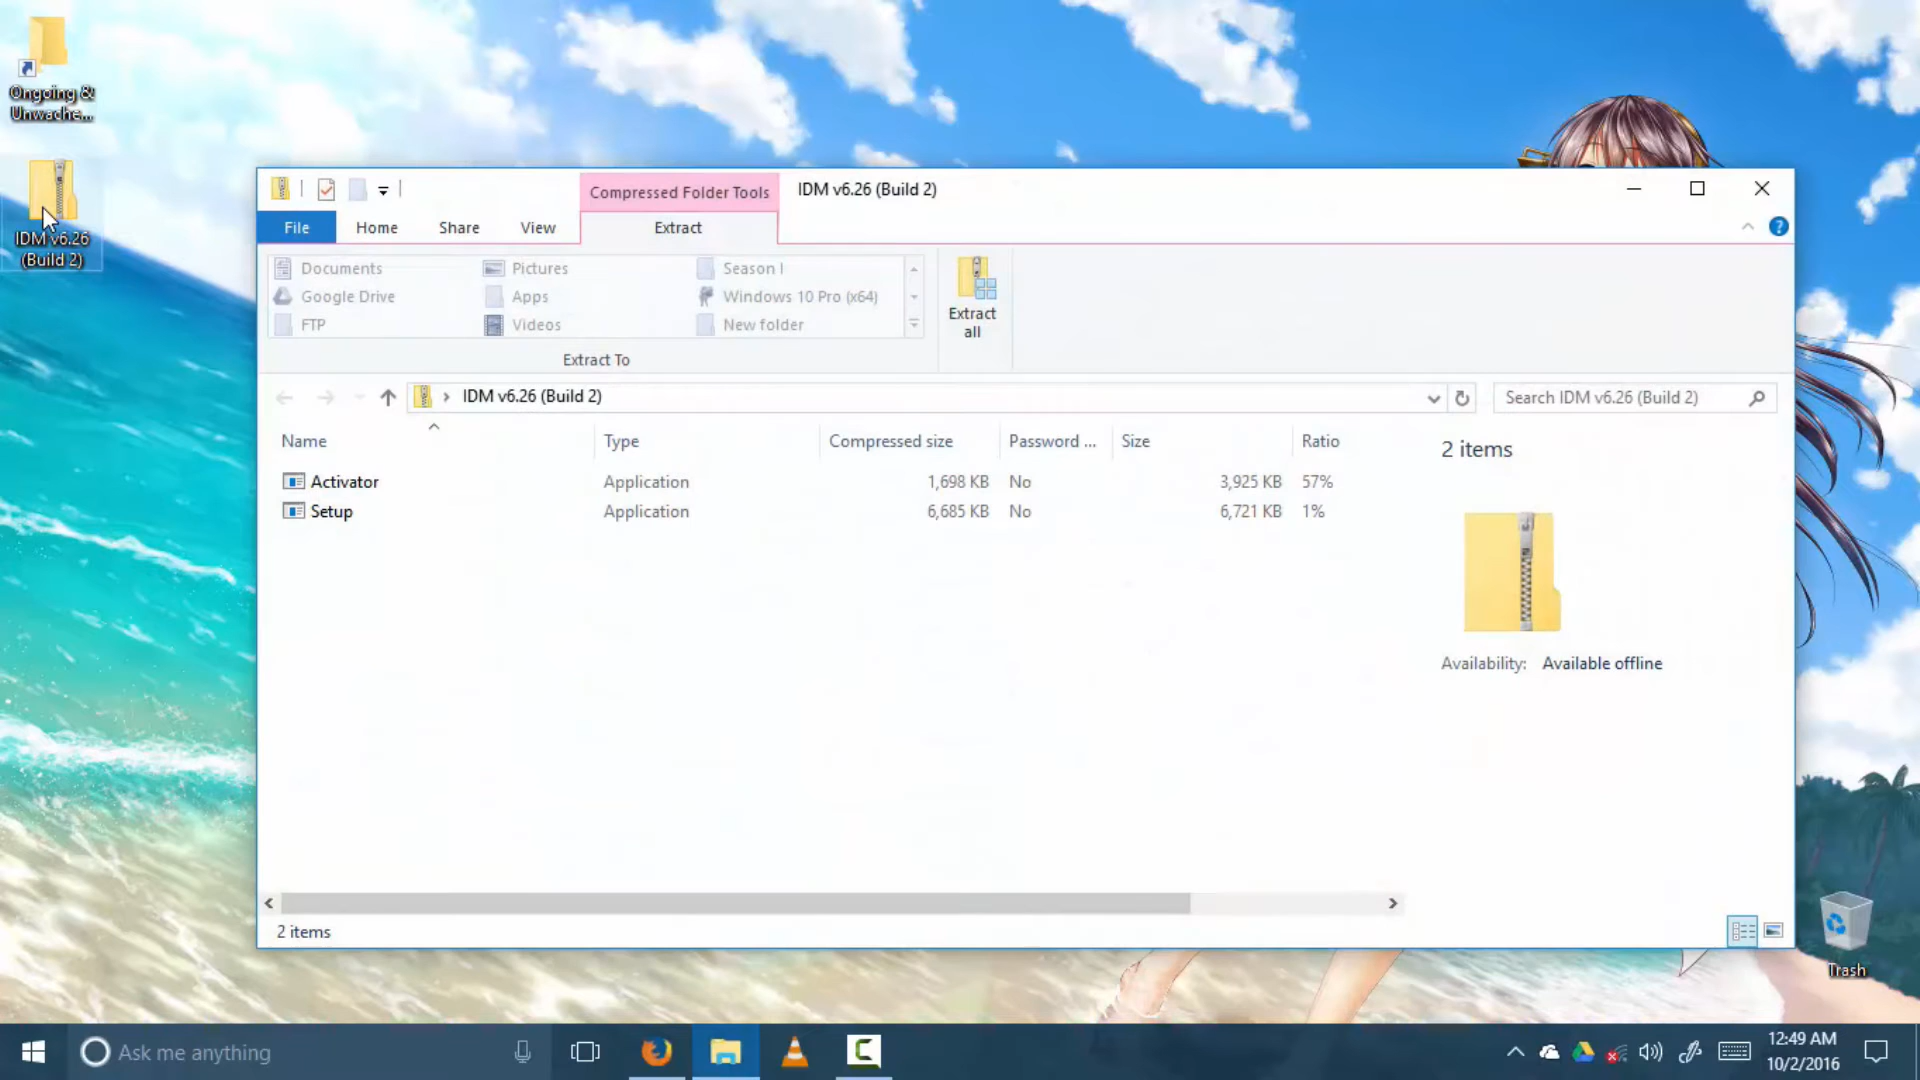 Ongoing &
Unwache...
IDM v6.26
(Build 2)
Compressed Folder Tools
IDM v6.26 (Build 2)
File
Home
Share
View
Extract
Documents
Pictures
Season I
Google Drive
Apps
Windows 10 Pro (x64)
FTP
Videos
New folder
Extract
all
Extract To
IDM v6.26 (Build 2)
Search IDM v6.26 (Build 2)
Name
Type
Compressed size
Password ...
Size
Ratio
Activator
Application
1,698 KB
No
3,925 KB
57%
Setup
Application
6,685 KB
No
6,721 KB
1%
2 items
Availability:
Available offline
2 items
Trash
Ask me anything
12:49 AM
10/2/2016